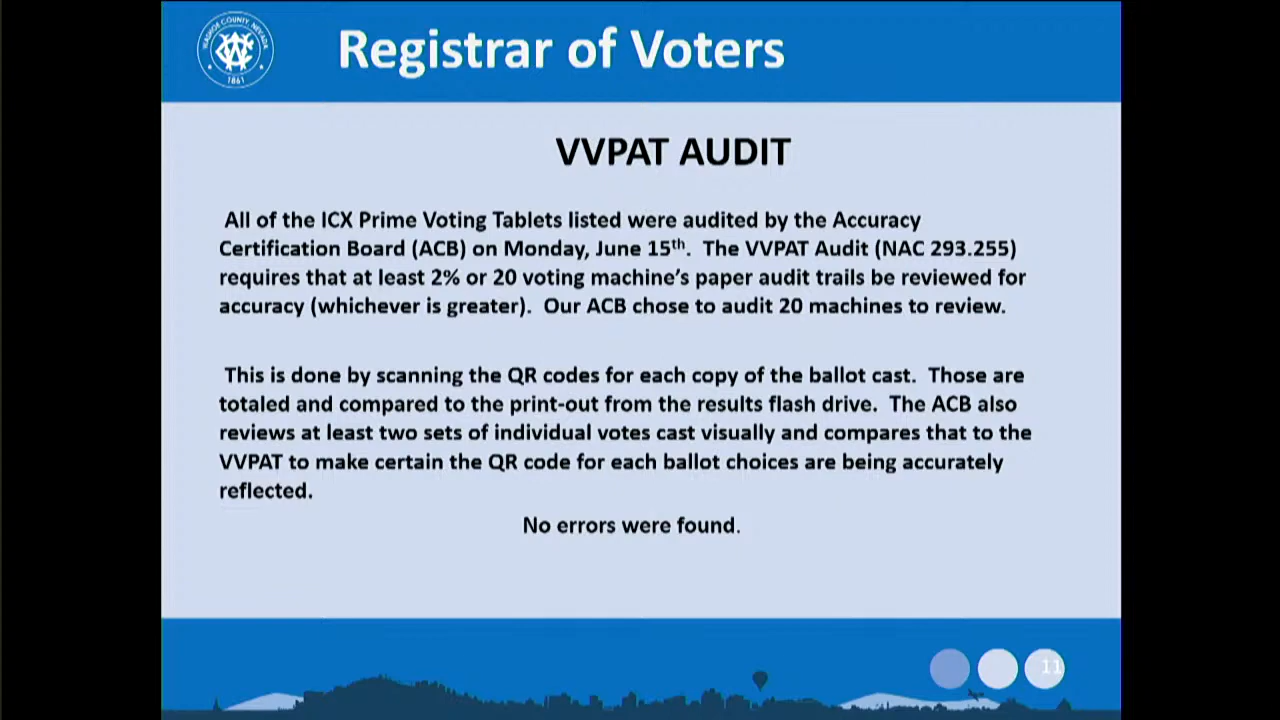 WASHOE COUNTY, NEVADA
1861
Registrar of Voters
VVPAT AUDIT
All of the ICX Prime Voting Tablets listed were audited by the Accuracy
Certification Board (ACB) on Monday, June 15th. The VVPAT Audit (NAC 293.255)
requires that at least 2% or 20 voting machine's paper audit trails be reviewed for
accuracy (whichever is greater). Our ACB chose to audit 20 machines to review.
This is done by scanning the QR codes for each copy of the ballot cast. Those are
totaled and compared to the print-out from the results flash drive. The ACB also
reviews at least two sets of individual votes cast visually and compares that to the
VVPAT to make certain the QR code for each ballot choices are being accurately
reflected.
No errors were found.
11